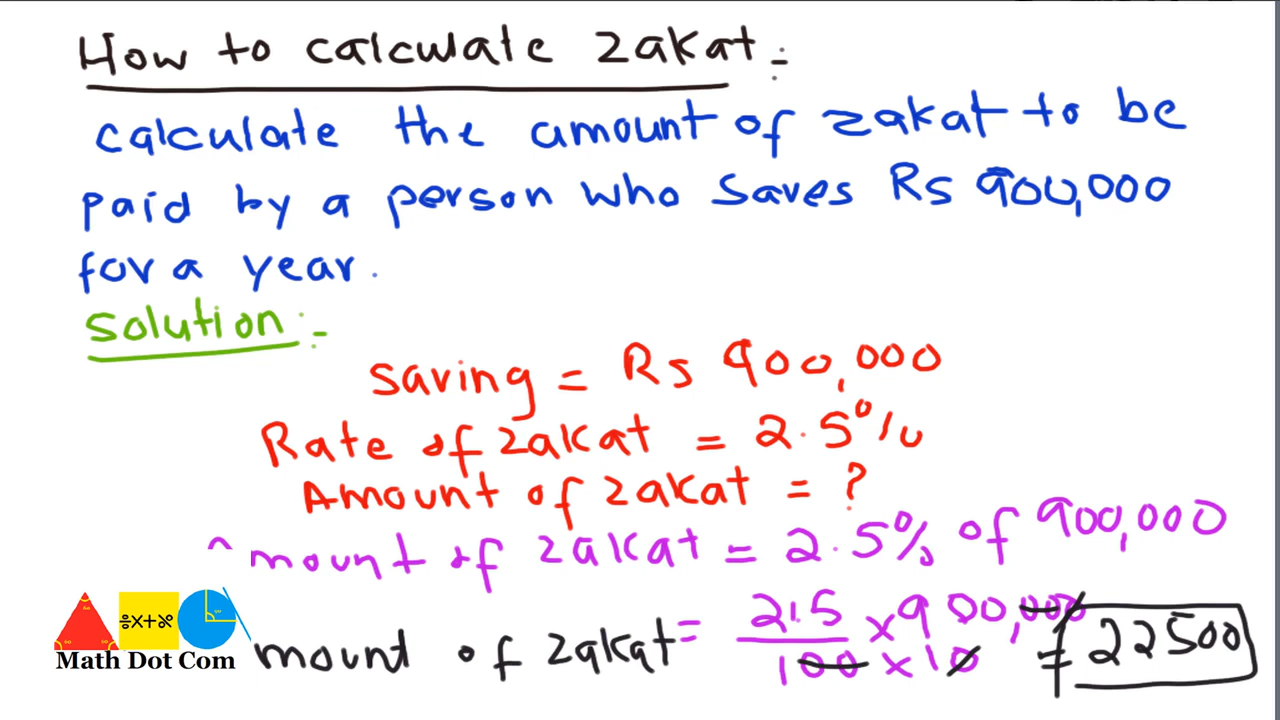 How to calculate zakat :-
calculate the amount of zakat to be
paid by a person who saves Rs 900,000
for a year.
Solution :-
saving = Rs 900,000
Rate of zakat = 2.5%
Amount of zakat = ?
mount of zakat = 2.5% of 900,000
mount of zakat = 2.5 x 900,000 = 22500
100 x 10
÷x+%
Math Dot Com